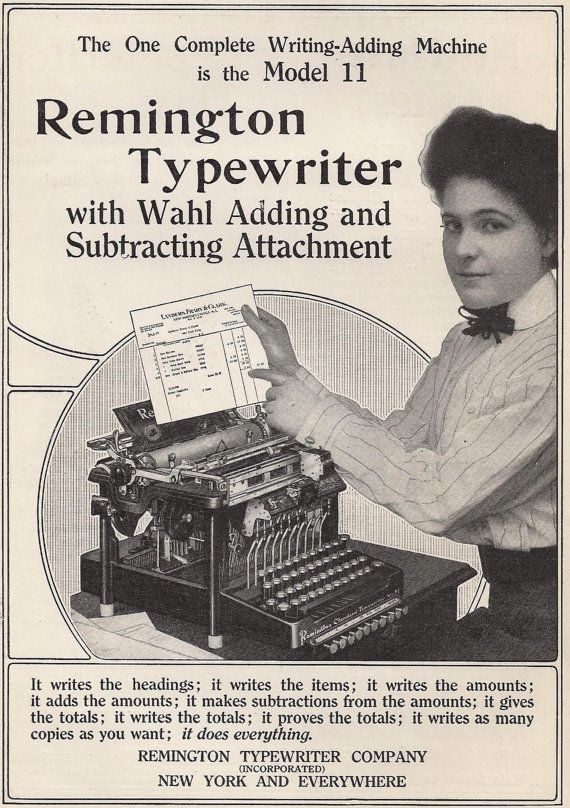 The One Complete Writing-Adding Machine
is the Model 11
Remington
Typewriter
with Wahl Adding and
Subtracting Attachment
LANDERS, FRARY & CLARK,
Remington Standard Typewriter No. 11
It writes the headings; it writes the items; it writes the amounts;
it adds the amounts; it makes subtractions from the amounts; it gives
the totals; it writes the totals; it proves the totals; it writes as many
copies as you want; it does everything.
REMINGTON TYPEWRITER COMPANY
(INCORPORATED)
NEW YORK AND EVERYWHERE